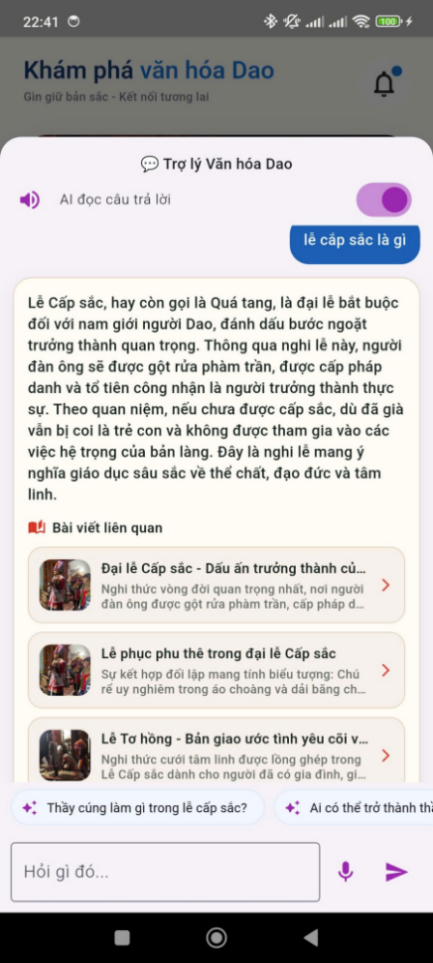 22:41
100
Khám phá văn hóa Dao
Gìn giữ bản sắc - Kết nối tương lai
💬 Trợ lý Văn hóa Dao
AI đọc câu trả lời
lễ cấp sắc là gì
Lễ Cấp sắc, hay còn gọi là Quá tang, là đại lễ bắt buộc
đối với nam giới người Dao, đánh dấu bước ngoặt
trưởng thành quan trọng. Thông qua nghi lễ này, người
đàn ông sẽ được gột rửa phàm trần, được cấp pháp
danh và tổ tiên công nhận là người trưởng thành thực
sự. Theo quan niệm, nếu chưa được cấp sắc, dù đã già
vẫn bị coi là trẻ con và không được tham gia vào các
việc hệ trọng của bản làng. Đây là nghi lễ mang ý
nghĩa giáo dục sâu sắc về thể chất, đạo đức và tâm
linh.
Bài viết liên quan
Đại lễ Cấp sắc - Dấu ấn trưởng thành củ...
Nghi thức vòng đời quan trọng nhất, nơi người
đàn ông được gột rửa phàm trần, cấp pháp d...
Lễ phục phu thê trong đại lễ Cấp sắc
Sự kết hợp đối lập mang tính biểu tượng: Chú
rể uy nghiêm trong áo choàng và dải băng ch...
Lễ Tơ hồng - Bản giao ước tình yêu cõi v...
Nghi thức cưới tâm linh được lồng ghép trong
Lễ Cấp sắc dành cho người đã có gia đình, gi...
Thầy cúng làm gì trong lễ cấp sắc?
Ai có thể trở thành th
Hỏi gì đó...